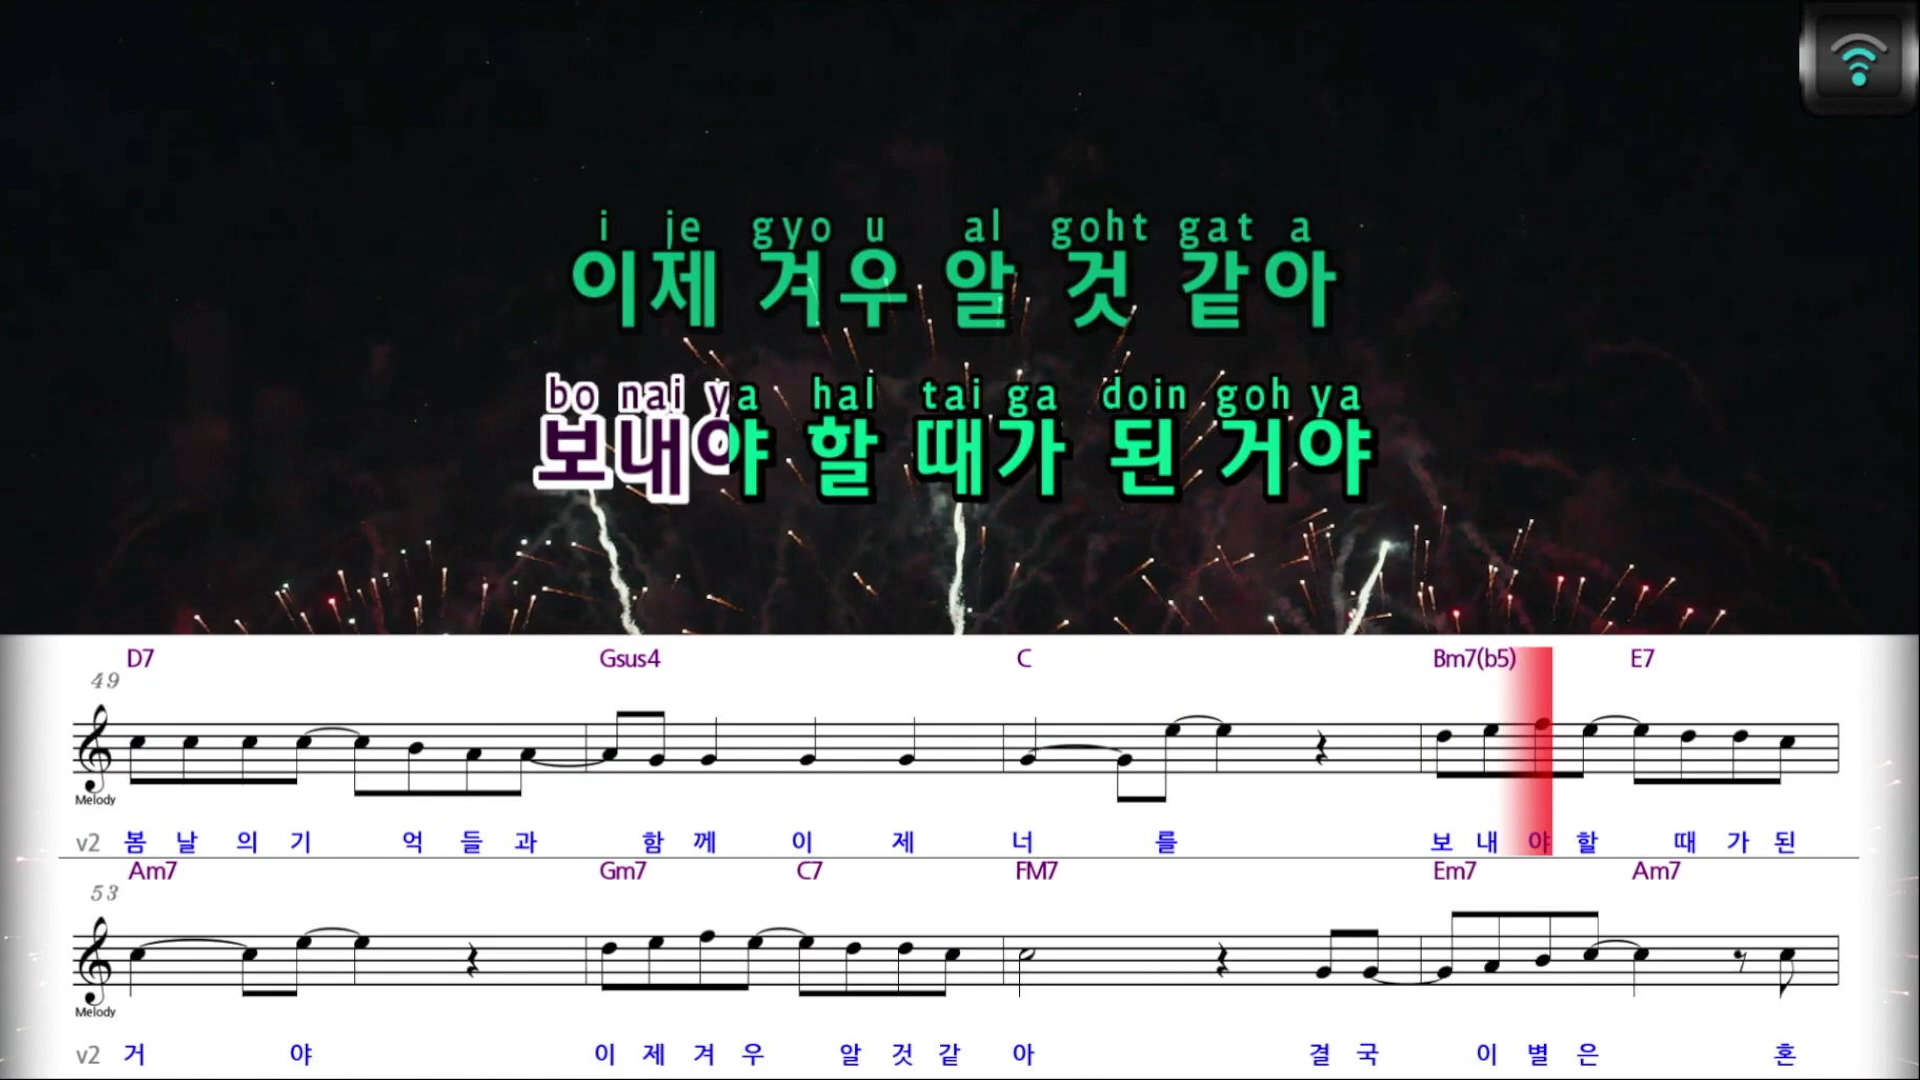 i je gyo u al goht gat a
이제 겨우 알 것 같아
bo nai ya hal tai ga doin goh ya
보내야 할 때가 된 거야
D7 Gsus4 C Bm7(b5) E7
49
Melody
v2 봄 날 의 기 억 들 과 함 께 이 제 너 를 보 내 야 할 때 가 된
Am7 Gm7 C7 FM7 Em7 Am7
53
Melody
v2 거 야 이 제 겨 우 알 것 같 아 결 국 이 별 은 혼